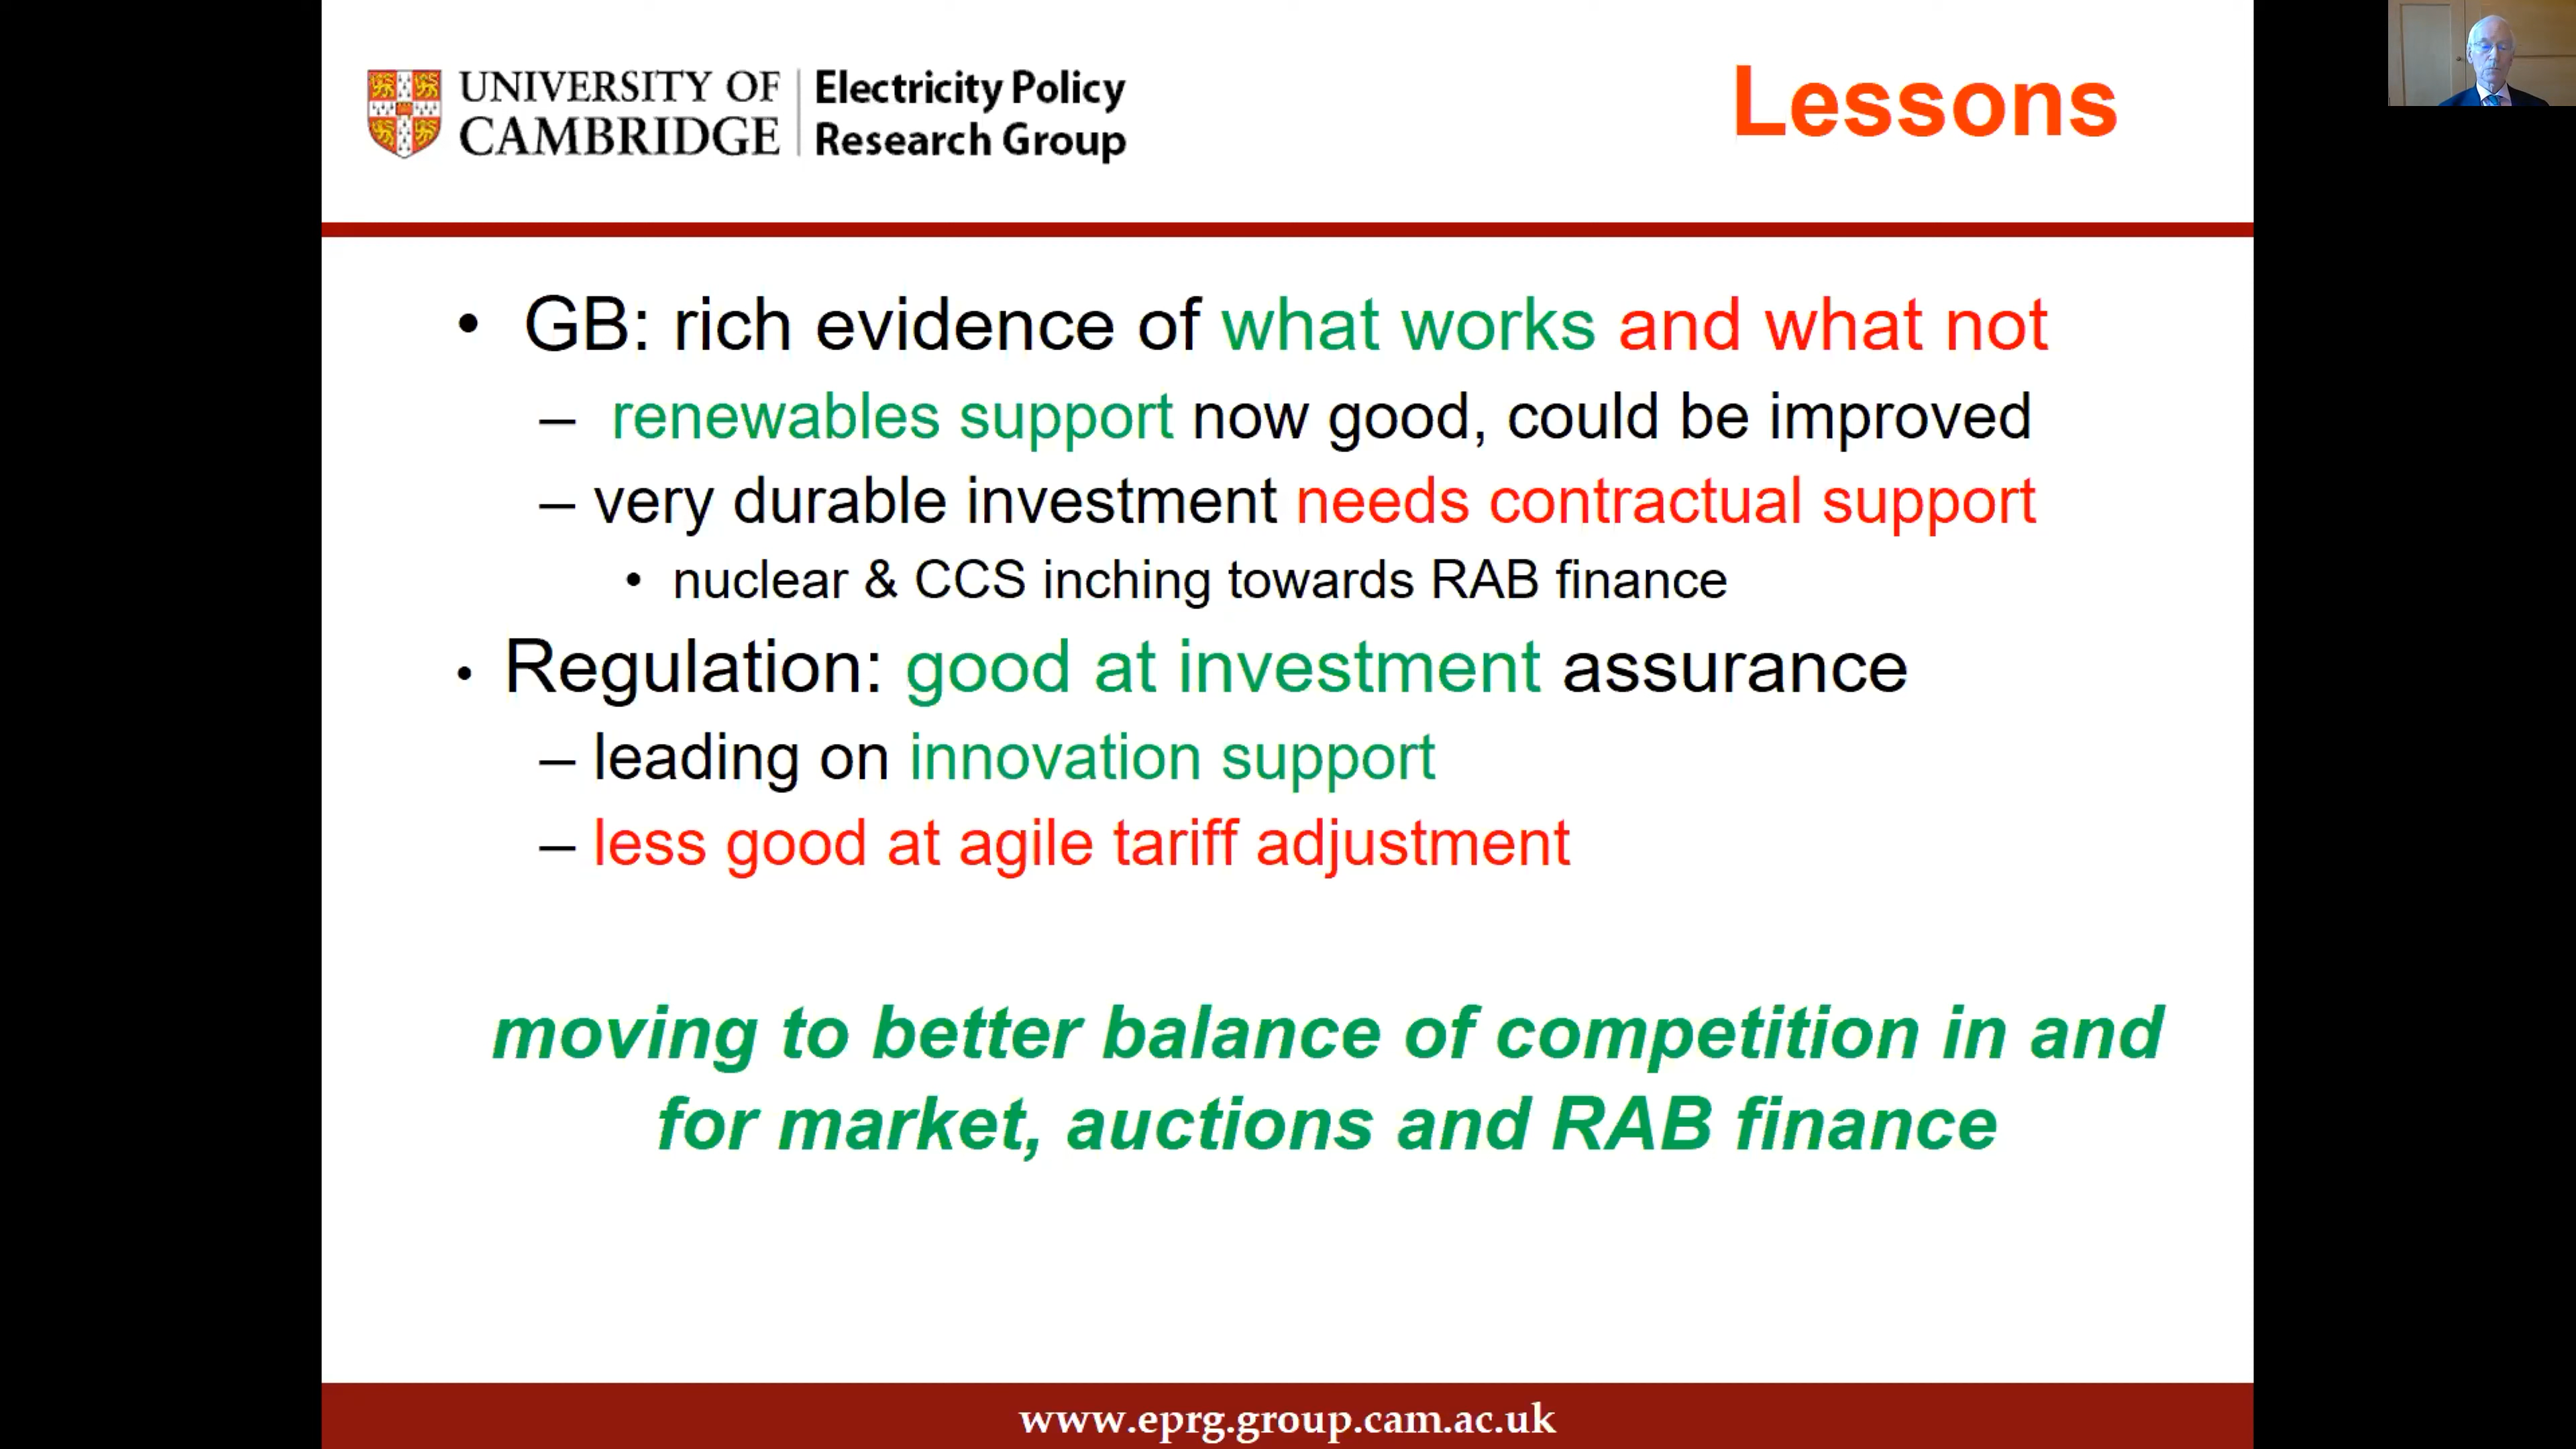 UNIVERSITY OF
CAMBRIDGE
Electricity Policy
Research Group
Lessons
• GB: rich evidence of what works and what not
– renewables support now good, could be improved
– very durable investment needs contractual support
• nuclear & CCS inching towards RAB finance
• Regulation: good at investment assurance
– leading on innovation support
– less good at agile tariff adjustment
moving to better balance of competition in and
for market, auctions and RAB finance
www.eprg.group.cam.ac.uk